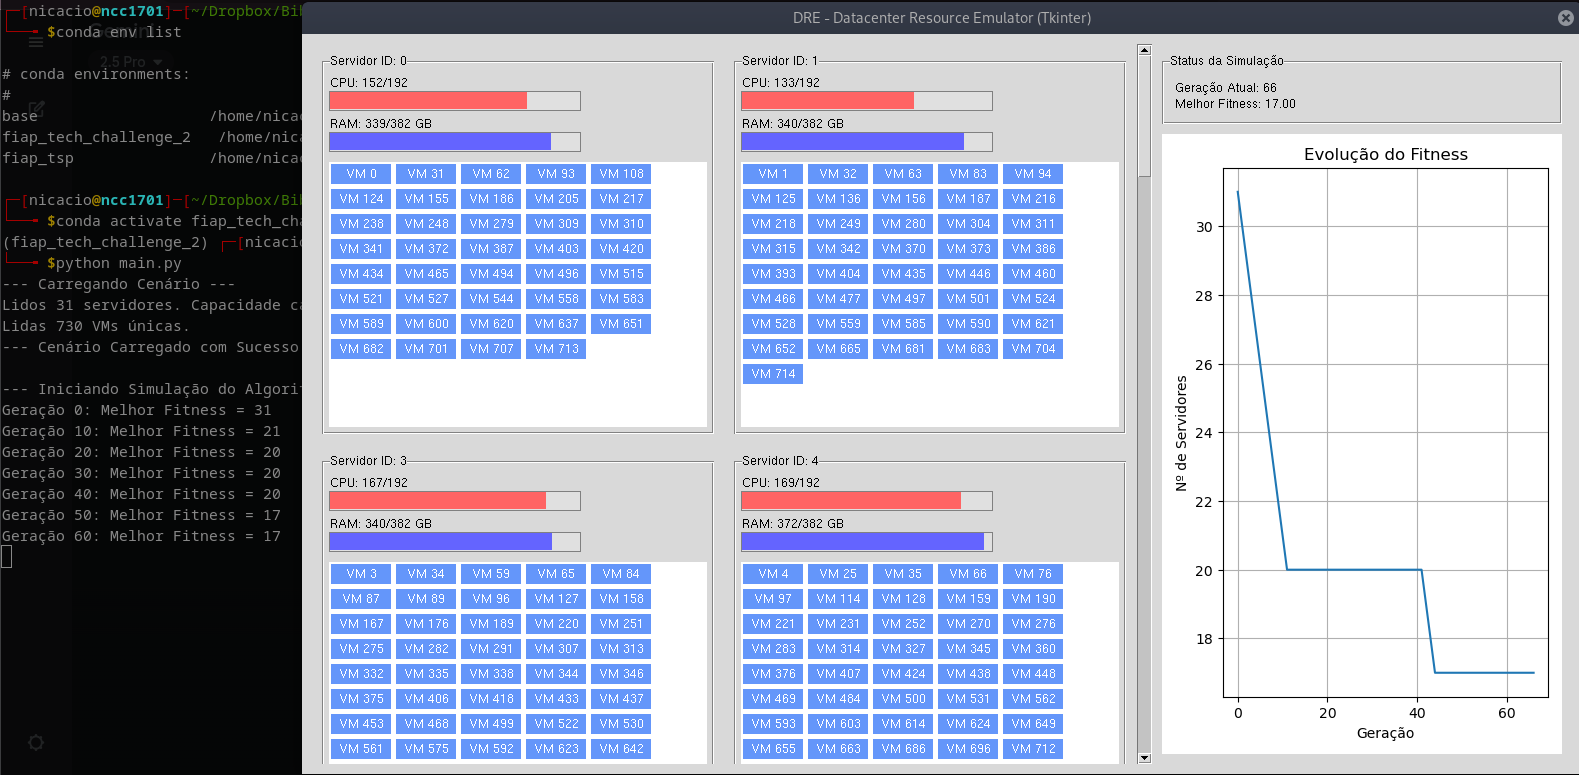 ┌─[nicacio@ncc1701]─[~/Dropbox/Bib
└──╼ $conda env list
2.5 Pro
# conda environments:
#
base /home/nicac
fiap_tech_challenge_2 /home/nicac
fiap_tsp /home/nicac
┌─[nicacio@ncc1701]─[~/Dropbox/Bib
└──╼ $conda activate fiap_tech_cha
(fiap_tech_challenge_2) ┌─[nicacio
└──╼ $python main.py
--- Carregando Cenário ---
Lidos 31 servidores. Capacidade ca
Lidas 730 VMs únicas.
--- Cenário Carregado com Sucesso
--- Iniciando Simulação do Algorit
Geração 0: Melhor Fitness = 31
Geração 10: Melhor Fitness = 21
Geração 20: Melhor Fitness = 20
Geração 30: Melhor Fitness = 20
Geração 40: Melhor Fitness = 20
Geração 50: Melhor Fitness = 17
Geração 60: Melhor Fitness = 17
DRE - Datacenter Resource Emulator (Tkinter)
Servidor ID: 0
CPU: 152/192
RAM: 339/382 GB
VM 0 VM 31 VM 62 VM 93 VM 108
VM 124 VM 155 VM 186 VM 205 VM 217
VM 238 VM 248 VM 279 VM 309 VM 310
VM 341 VM 372 VM 387 VM 403 VM 420
VM 434 VM 465 VM 494 VM 496 VM 515
VM 521 VM 527 VM 544 VM 558 VM 583
VM 589 VM 600 VM 620 VM 637 VM 651
VM 682 VM 701 VM 707 VM 713
Servidor ID: 1
CPU: 133/192
RAM: 340/382 GB
VM 1 VM 32 VM 63 VM 83 VM 94
VM 125 VM 136 VM 156 VM 187 VM 216
VM 218 VM 249 VM 280 VM 304 VM 311
VM 315 VM 342 VM 370 VM 373 VM 386
VM 393 VM 404 VM 435 VM 446 VM 460
VM 466 VM 477 VM 497 VM 501 VM 524
VM 528 VM 559 VM 585 VM 590 VM 621
VM 652 VM 665 VM 681 VM 683 VM 704
VM 714
Servidor ID: 3
CPU: 167/192
RAM: 340/382 GB
VM 3 VM 34 VM 59 VM 65 VM 84
VM 87 VM 89 VM 96 VM 127 VM 158
VM 167 VM 176 VM 189 VM 220 VM 251
VM 275 VM 282 VM 291 VM 307 VM 313
VM 332 VM 335 VM 338 VM 344 VM 346
VM 375 VM 406 VM 418 VM 433 VM 437
VM 453 VM 468 VM 499 VM 522 VM 530
VM 561 VM 575 VM 592 VM 623 VM 642
Servidor ID: 4
CPU: 169/192
RAM: 372/382 GB
VM 4 VM 25 VM 35 VM 66 VM 76
VM 97 VM 114 VM 128 VM 159 VM 190
VM 221 VM 231 VM 252 VM 270 VM 276
VM 283 VM 314 VM 327 VM 345 VM 360
VM 376 VM 407 VM 424 VM 438 VM 448
VM 469 VM 484 VM 500 VM 531 VM 562
VM 593 VM 603 VM 614 VM 624 VM 649
VM 655 VM 663 VM 686 VM 696 VM 712
Status da Simulação
Geração Atual: 66
Melhor Fitness: 17.00
Evolução do Fitness
30
28
26
24
22
20
18
Nº de Servidores
0 20 40 60
Geração